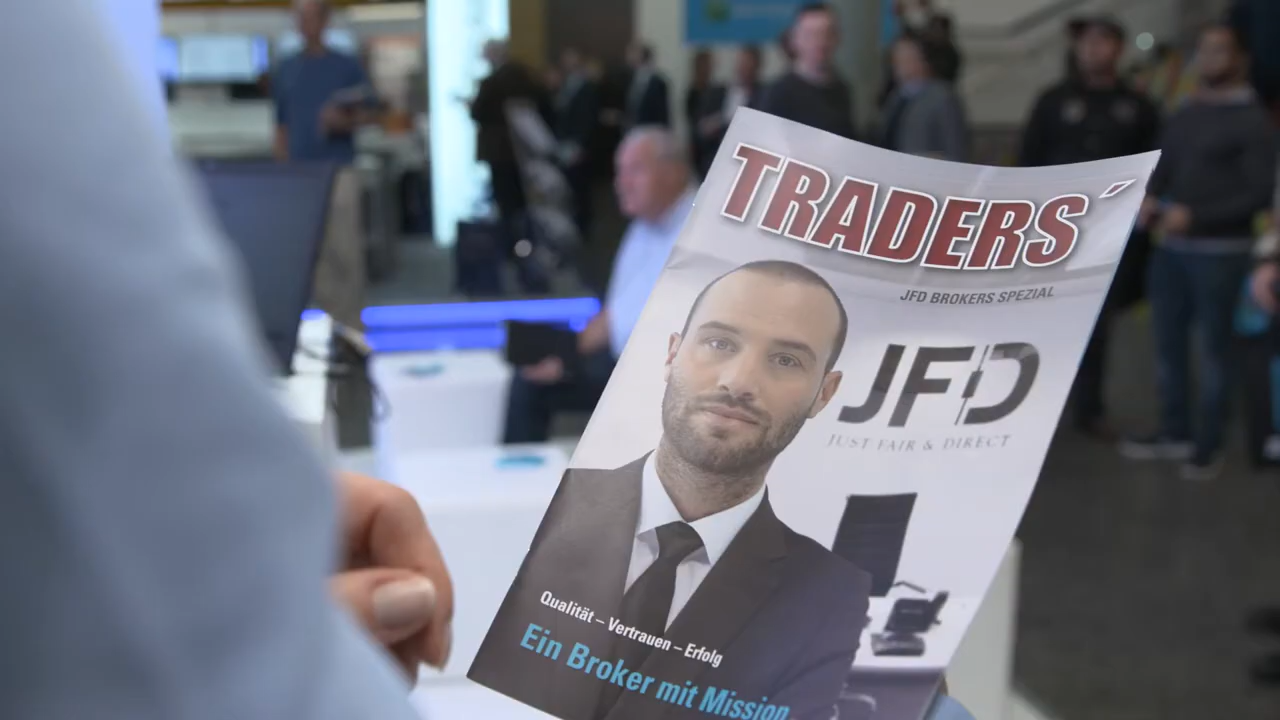 TRADERS´
JFD BROKERS SPEZIAL
JFD
JUST FAIR & DIRECT
Qualität – Vertrauen – Erfolg
Ein Broker mit Mission